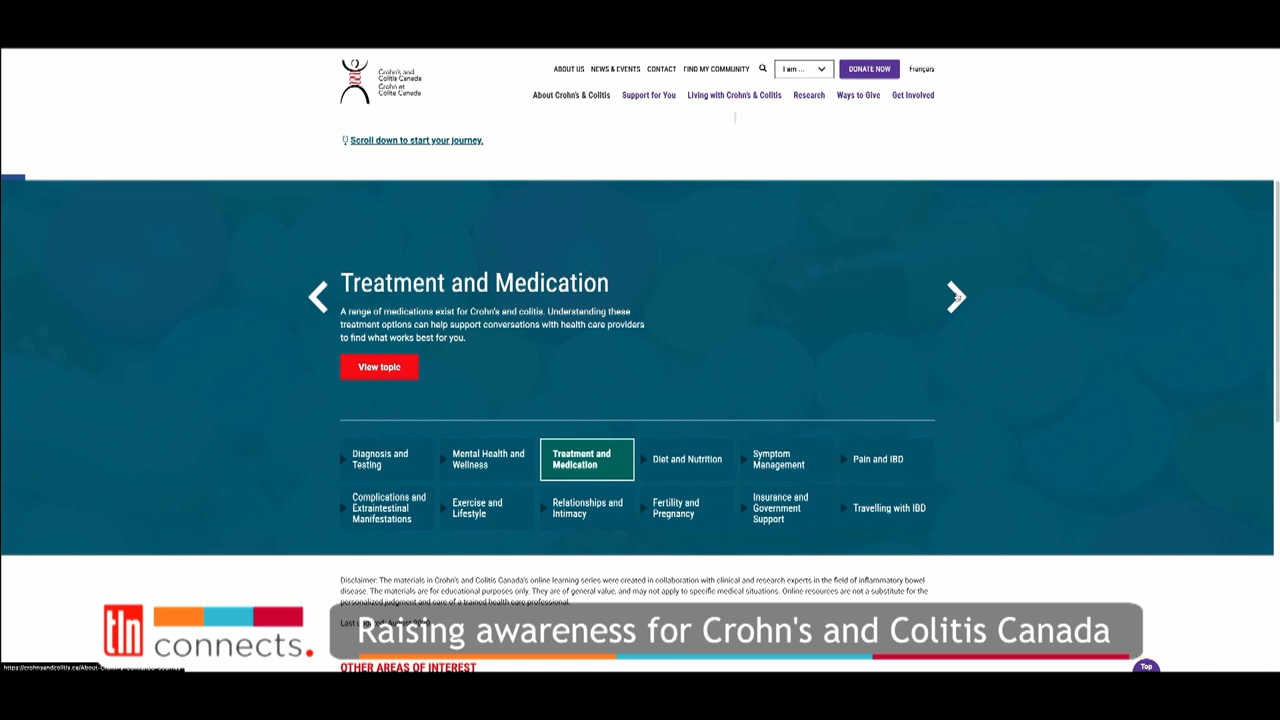 Crohn's and
Colitis Canada
Crohn et
Colite Canada
ABOUT US NEWS & EVENTS CONTACT FIND MY COMMUNITY I am ... DONATE NOW Français
About Crohn's & Colitis Support for You Living with Crohn's & Colitis Research Ways to Give Get Involved
Scroll down to start your journey.
Treatment and Medication
A range of medications exist for Crohn's and colitis. Understanding these
treatment options can help support conversations with health care providers
to find what works best for you.
View topic
Diagnosis and
Testing
Mental Health and
Wellness
Treatment and
Medication
Diet and Nutrition
Symptom
Management
Pain and IBD
Complications and
Extraintestinal
Manifestations
Exercise and
Lifestyle
Relationships and
Intimacy
Fertility and
Pregnancy
Insurance and
Government
Support
Travelling with IBD
Disclaimer: The materials in Crohn's and Colitis Canada's online learning series were created in collaboration with clinical and research experts in the field of inflammatory bowel
disease. The materials are for educational purposes only. They are of general value, and may not apply to specific medical situations. Online resources are not a substitute for the
personalized judgment and care of a trained health care professional.
tln
connects.
Raising awareness for Crohn's and Colitis Canada
OTHER AREAS OF INTEREST
Top